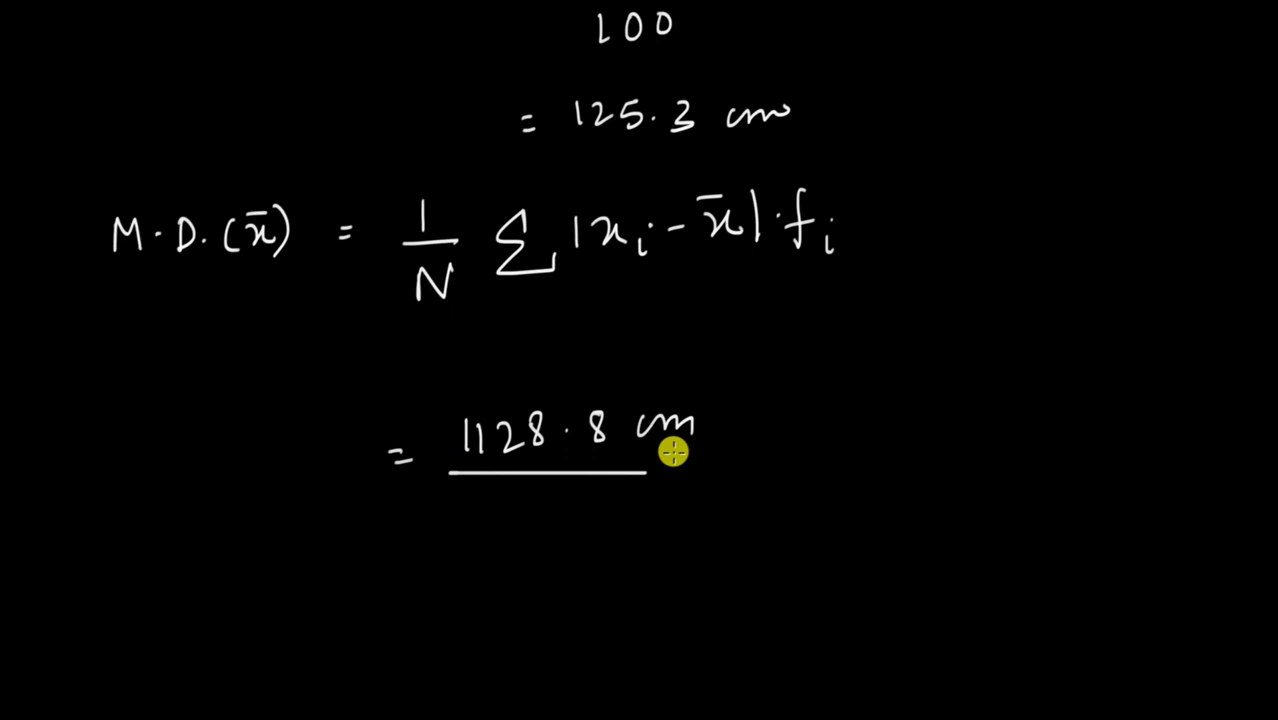 100
= 125.3 cm
M.D.(x̄) = 1/N ∑ |xᵢ - x̄|.fᵢ
= 1128.8 cm